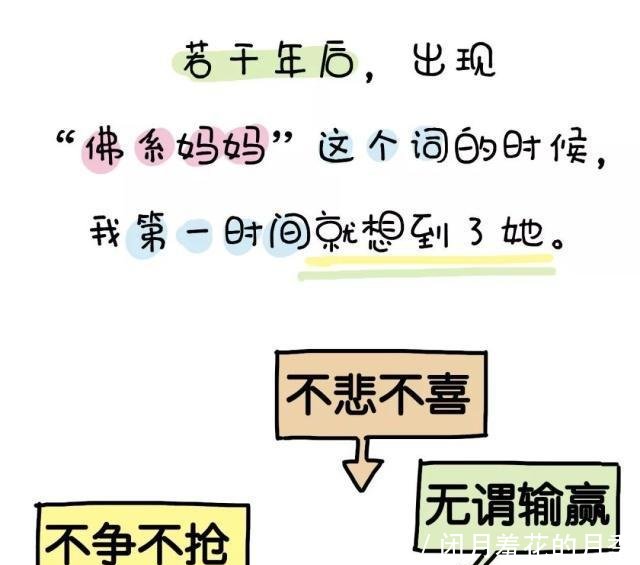 若干年后，出现
“佛系妈妈”这个词的时候，
我第一时间就想到了她。
不悲不喜
无谓输赢
不争不抢
/闭月羞花的月季